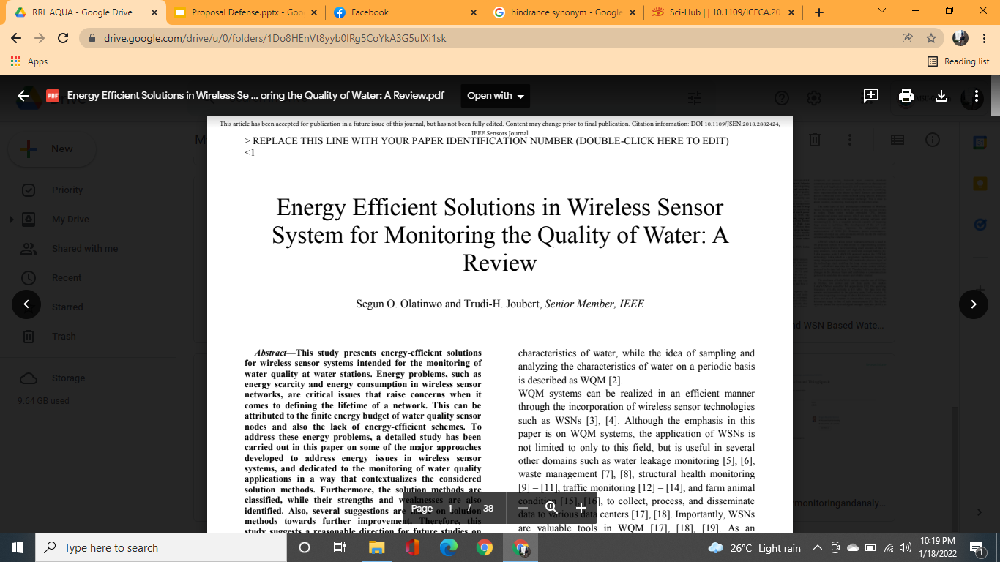 RRL AQUA - Google Drive
Proposal Defense.pptx - Goo
Facebook
hindrance synonym - Google
Sci-Hub | | 10.1109/ICECA.20
drive.google.com/drive/u/0/folders/1Do8HEnVt8yyb0lRg5CoYkA3G5ulXi1sk
Apps
Reading list
PDF
Energy Efficient Solutions in Wireless Se ... oring the Quality of Water: A Review.pdf
Open with
New
Priority
My Drive
Shared with me
Recent
Starred
Trash
Storage
9.64 GB used
This article has been accepted for publication in a future issue of this journal, but has not been fully edited. Content may change prior to final publication. Citation information: DOI 10.1109/JSEN.2018.2882424,
IEEE Sensors Journal
> REPLACE THIS LINE WITH YOUR PAPER IDENTIFICATION NUMBER (DOUBLE-CLICK HERE TO EDIT)
<1
Energy Efficient Solutions in Wireless Sensor
System for Monitoring the Quality of Water: A
Review
Segun O. Olatinwo and Trudi-H. Joubert, Senior Member, IEEE
Abstract—This study presents energy-efficient solutions
for wireless sensor systems intended for the monitoring of
water quality at water stations. Energy problems, such as
energy scarcity and energy consumption in wireless sensor
networks, are critical issues that raise concerns when it
comes to defining the lifetime of a network. This can be
attributed to the finite energy budget of water quality sensor
nodes and also the lack of energy-efficient schemes. To
address these energy problems, a detailed study has been
carried out in this paper on some of the major approaches
developed to address energy issues in wireless sensor
systems, and dedicated to the monitoring of water quality
applications in a way that contextualizes the considered
solution methods. Furthermore, the solution methods are
classified, while their strengths and weaknesses are also
identified. Also, several suggestions are on solution
methods towards further improvement. Therefore, this
study suggests a reasonable direction for future studies on
characteristics of water, while the idea of sampling and
analyzing the characteristics of water on a periodic basis
is described as WQM [2].
WQM systems can be realized in an efficient manner
through the incorporation of wireless sensor technologies
such as WSNs [3], [4]. Although the emphasis in this
paper is on WQM systems, the application of WSNs is
not limited to only to this field, but is useful in several
other domains such as water leakage monitoring [5], [6],
waste management [7], [8], structural health monitoring
[9] – [11], traffic monitoring [12] – [14], and farm animal
condition [15], [16], to collect, process, and disseminate
data to various data centers [17], [18]. Importantly, WSNs
are valuable tools in WQM [17], [18], [19]. As an
Page 1 / 38
nd WSN Based Wate...
monitoringandanaly...
Type here to search
26°C Light rain
10:19 PM
1/18/2022
1